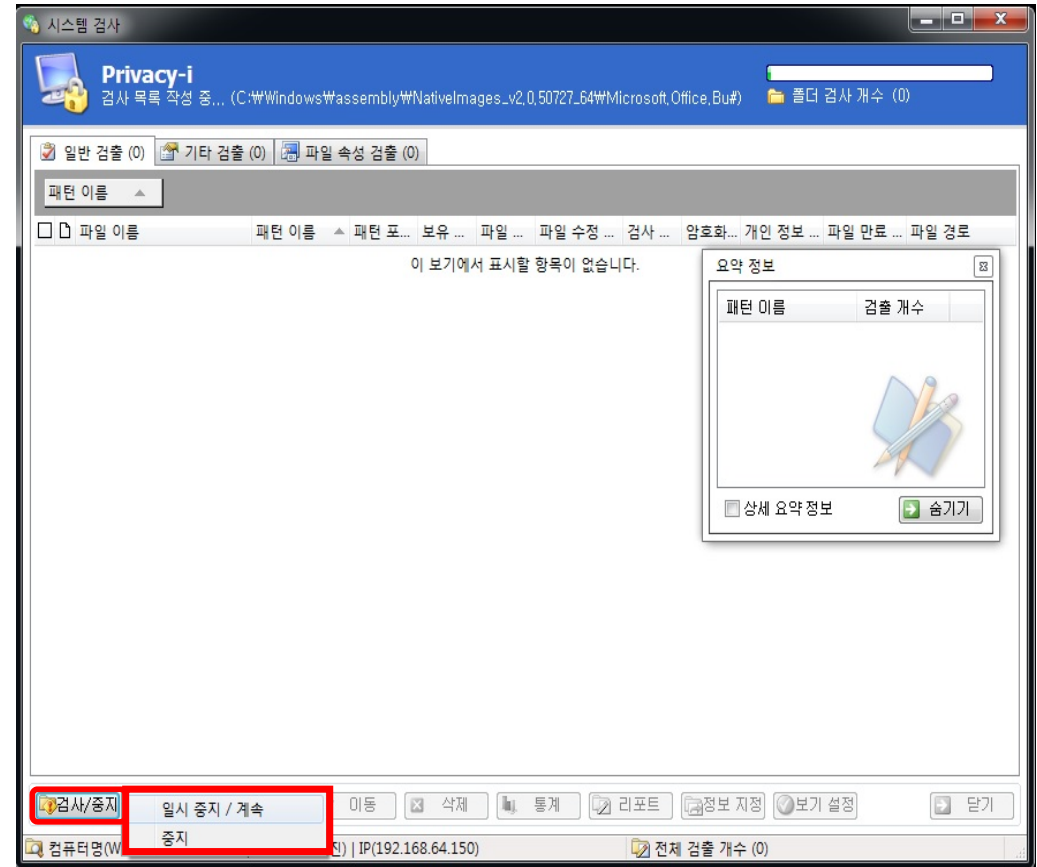 시스템 검사
Privacy-i
검사 목록 작성 중... (C:₩Windows₩assembly₩NativeImages_v2,0,50727_64₩Microsoft,Office,Bu#)
폴더 검사 개수 (0)
일반 검출 (0) 기타 검출 (0) 파일 속성 검출 (0)
패턴 이름
파일 이름 패턴 이름 패턴 포... 보유 ... 파일 ... 파일 수정 ... 검사 ... 암호화... 개인 정보 ... 파일 만료 ... 파일 경로
이 보기에서 표시할 항목이 없습니다.
요약 정보
패턴 이름 검출 개수
상세 요약 정보 숨기기
검사/중지 이동 삭제 통계 리포트 정보 지정 보기 설정 닫기
일시 중지 / 계속
중지
컴퓨터명(W 진) | IP(192.168.64.150) 전체 검출 개수 (0)